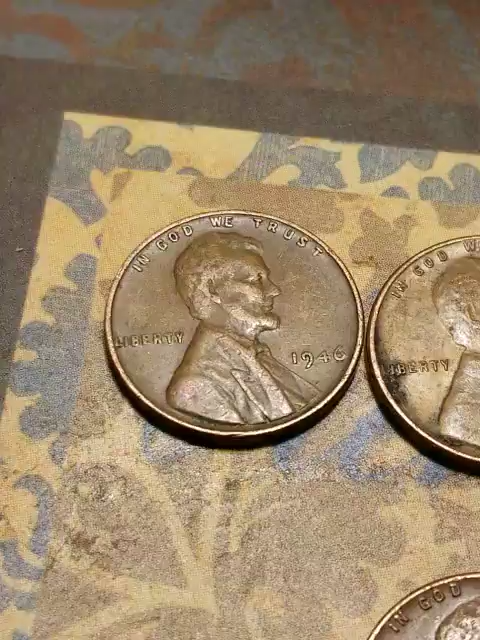 IN GOD WE TRUST
LIBERTY
1946
IN GOD WE
LIBERTY
IN GOD